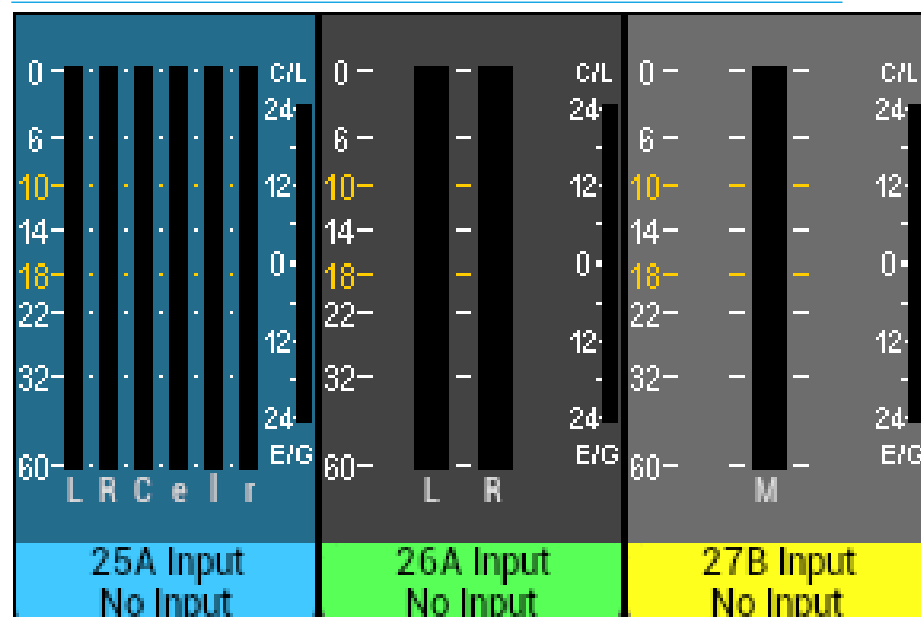 0 C/L
24
6
10 12
14
0
18
22
12
32
24
E/G
60
L R C e l r
25A Input
No Input
0 C/L
24
6
10 12
14
0
18
22
12
32
24
E/G
60
L R
26A Input
No Input
0 C/L
24
6
10 12
14
0
18
22
12
32
24
E/G
60
M
27B Input
No Input